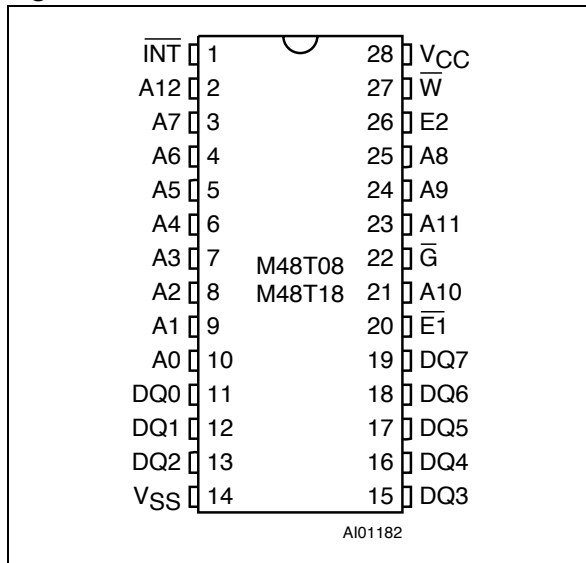 INT 1 28 VCC
A12 2 27 W
A7 3 26 E2
A6 4 25 A8
A5 5 24 A9
A4 6 23 A11
A3 7 M48T08 22 G
A2 8 M48T18 21 A10
A1 9 20 E1
A0 10 19 DQ7
DQ0 11 18 DQ6
DQ1 12 17 DQ5
DQ2 13 16 DQ4
VSS 14 15 DQ3
AI01182